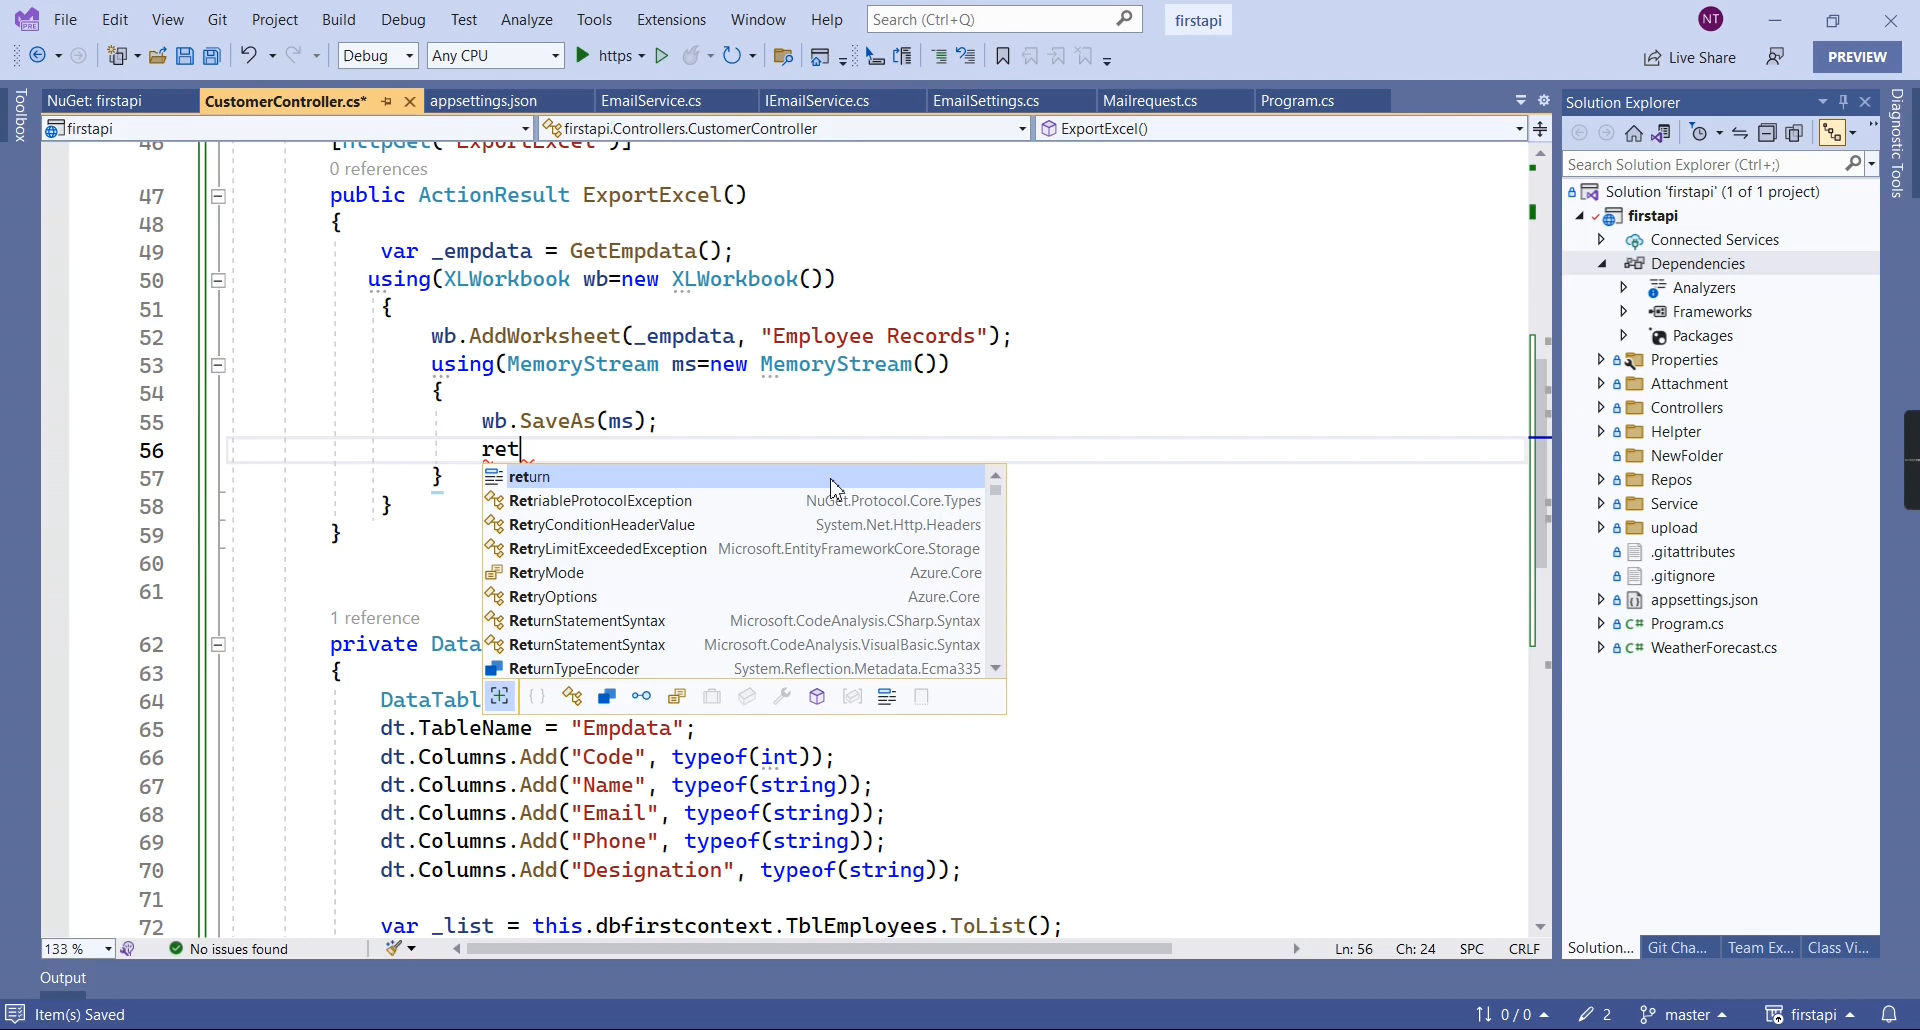 File Edit View Git Project Build Debug Test Analyze Tools Extensions Window Help Search (Ctrl+Q) firstapi NT
Debug Any CPU https Live Share PREVIEW
Toolbox
NuGet: firstapi CustomerController.cs* appsettings.json EmailService.cs IEmailService.cs EmailSettings.cs Mailrequest.cs Program.cs
firstapi firstapi.Controllers.CustomerController ExportExcel()
46 [HttpGet("ExportExcel")]
0 references
47 public ActionResult ExportExcel()
48 {
49 var _empdata = GetEmpdata();
50 using(XLWorkbook wb=new XLWorkbook())
51 {
52 wb.AddWorksheet(_empdata, "Employee Records");
53 using(MemoryStream ms=new MemoryStream())
54 {
55 wb.SaveAs(ms);
56 ret
57 }
58 }
59 }
60
61
return
RetriableProtocolException NuGet.Protocol.Core.Types
RetryConditionHeaderValue System.Net.Http.Headers
RetryLimitExceededException Microsoft.EntityFrameworkCore.Storage
RetryMode Azure.Core
RetryOptions Azure.Core
ReturnStatementSyntax Microsoft.CodeAnalysis.CSharp.Syntax
ReturnStatementSyntax Microsoft.CodeAnalysis.VisualBasic.Syntax
ReturnTypeEncoder System.Reflection.Metadata.Ecma335
1 reference
62 private Data
63 {
64 DataTabl
65 dt.TableName = "Empdata";
66 dt.Columns.Add("Code", typeof(int));
67 dt.Columns.Add("Name", typeof(string));
68 dt.Columns.Add("Email", typeof(string));
69 dt.Columns.Add("Phone", typeof(string));
70 dt.Columns.Add("Designation", typeof(string));
71
72 var _list = this.dbfirstcontext.TblEmployees.ToList();
133 % No issues found Ln: 56 Ch: 24 SPC CRLF
Solution Explorer
Search Solution Explorer (Ctrl+;)
Solution 'firstapi' (1 of 1 project)
firstapi
Connected Services
Dependencies
Analyzers
Frameworks
Packages
Properties
Attachment
Controllers
Helpter
NewFolder
Repos
Service
upload
.gitattributes
.gitignore
appsettings.json
C# Program.cs
C# WeatherForecast.cs
Solution... Git Cha... Team Ex... Class Vi...
Diagnostic Tools
Output
Item(s) Saved 0 / 0 2 master firstapi